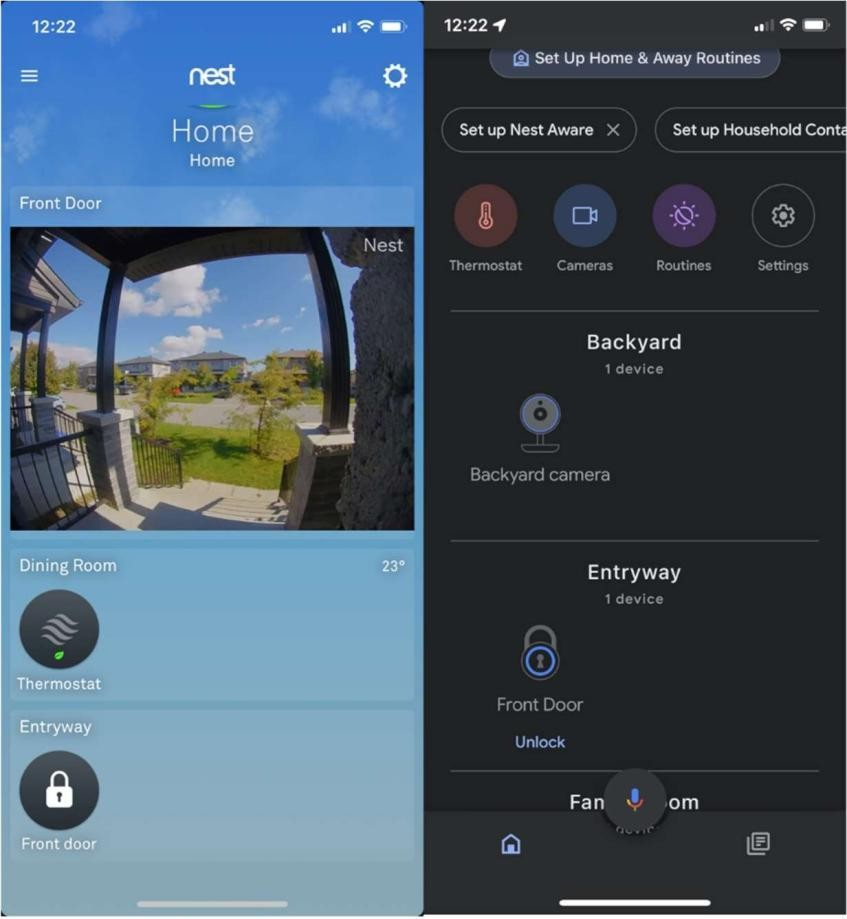 12:22
nest
Home
Home
Front Door
Nest
Dining Room
23°
Thermostat
Entryway
Front door
12:22
Set Up Home & Away Routines
Set up Nest Aware
Set up Household Conta
Thermostat
Cameras
Routines
Settings
Backyard
1 device
Backyard camera
Entryway
1 device
Front Door
Unlock
Fam
om